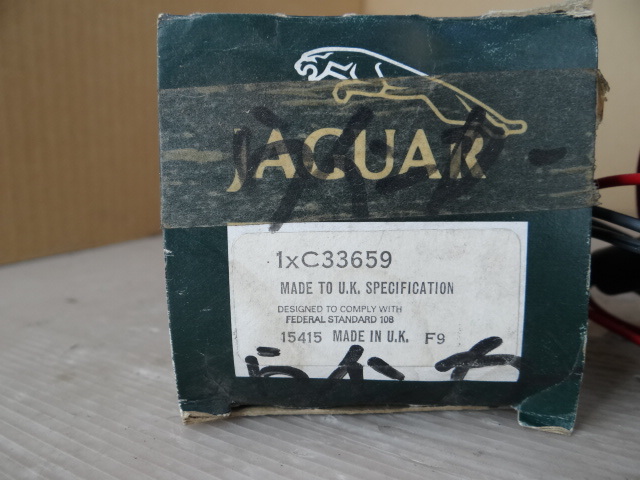 JAGUAR
1xC33659
MADE TO U.K. SPECIFICATION
DESIGNED TO COMPLY WITH
FEDERAL STANDARD 108
15415 MADE IN U.K. F9